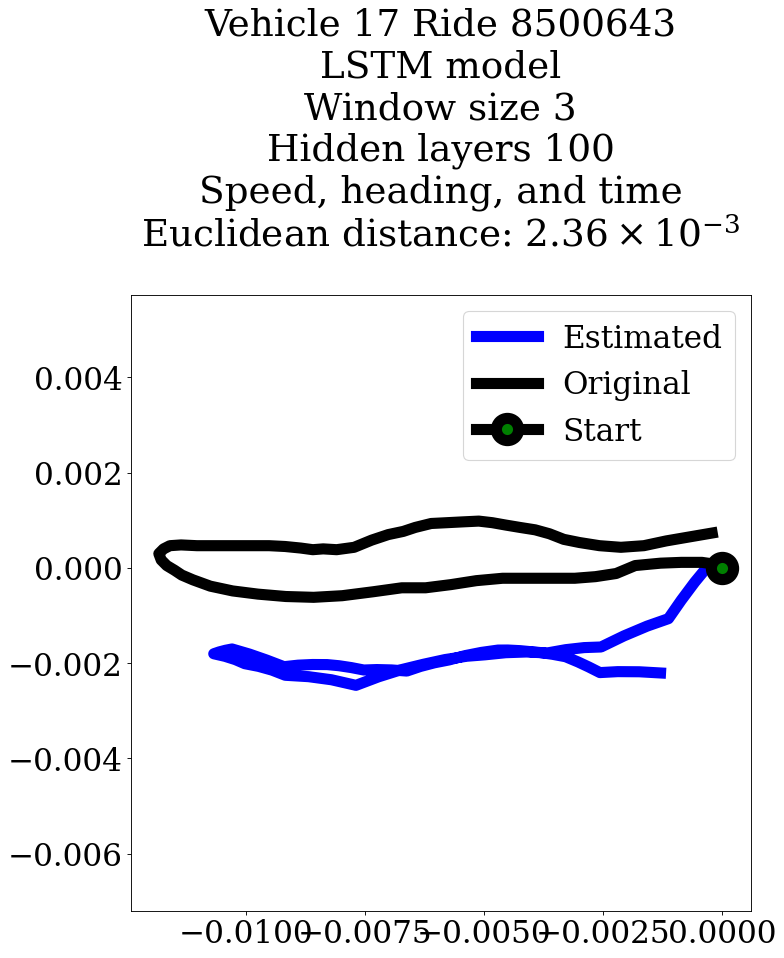 Vehicle 17 Ride 8500643
LSTM model
Window size 3
Hidden layers 100
Speed, heading, and time
Euclidean distance: 2.36 × 10⁻³
Estimated
Original
Start
0.004
0.002
0.000
−0.002
−0.004
−0.006
−0.0100 −0.0075 −0.0050 −0.0025 0.0000